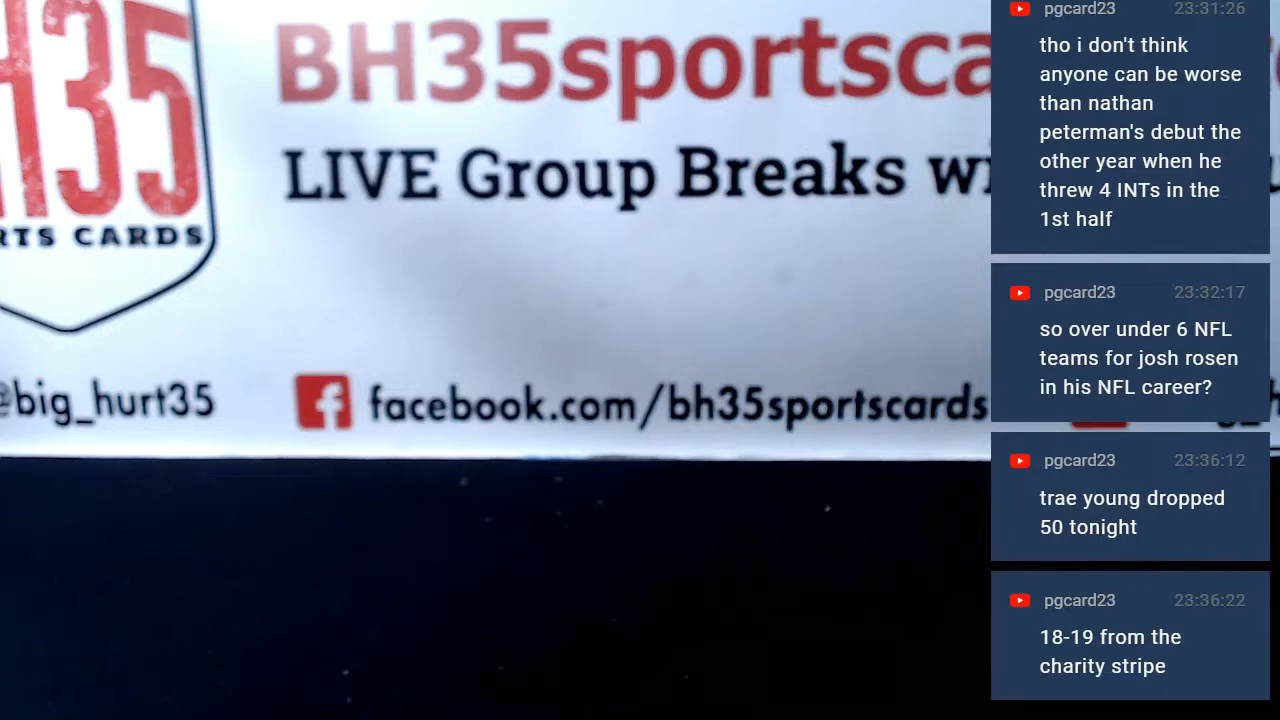 H35
RTS CARDS
BH35sportsca
LIVE Group Breaks wi
@big_hurt35
facebook.com/bh35sportscards
pgcard23 23:31:26
tho i don't think
anyone can be worse
than nathan
peterman's debut the
other year when he
threw 4 INTs in the
1st half
pgcard23 23:32:17
so over under 6 NFL
teams for josh rosen
in his NFL career?
pgcard23 23:36:12
trae young dropped
50 tonight
pgcard23 23:36:22
18-19 from the
charity stripe